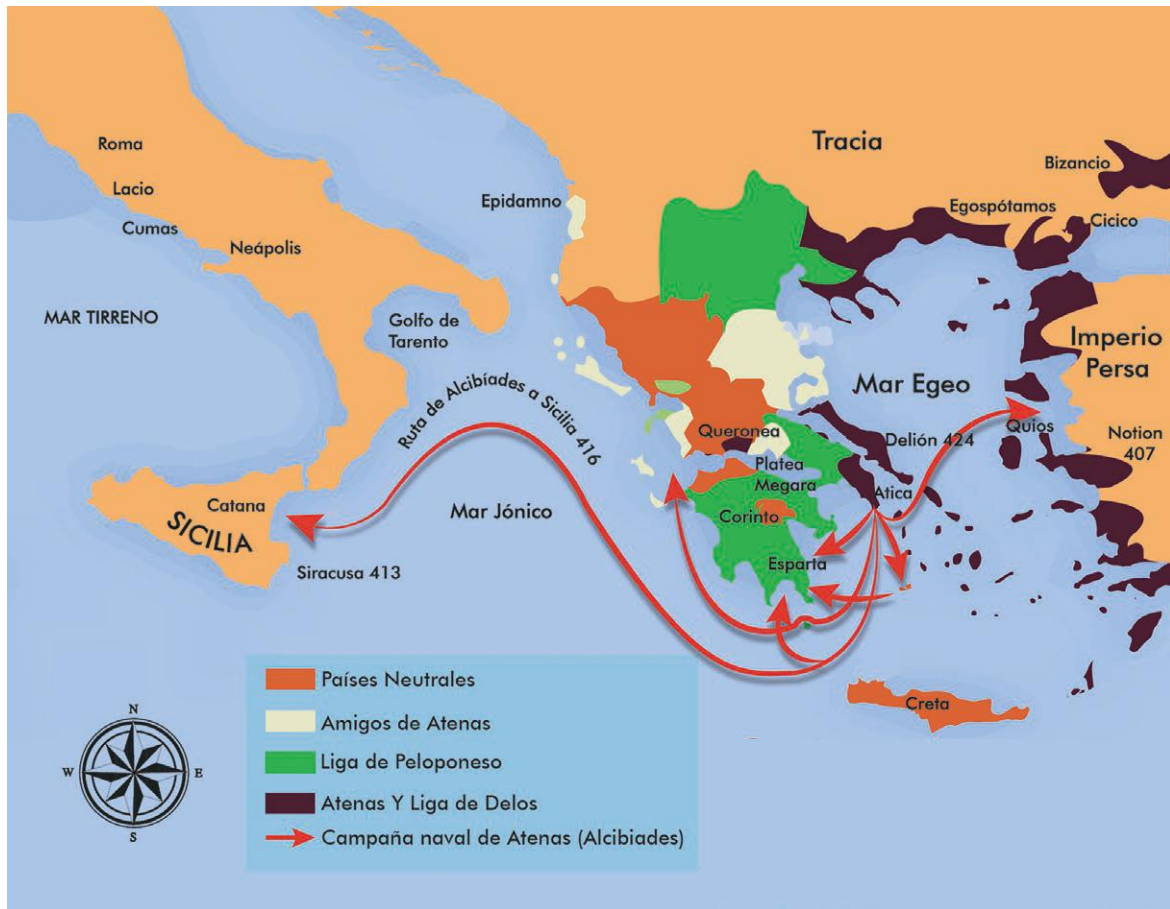 Roma
Lacio
Cumas
Neápolis
MAR TIRRENO
Golfo de
Tarento
Epidamno
Tracia
Bizancio
Egospótamos
Cicico
Imperio
Persa
Mar Egeo
Quios
Notion
407
Delión 424
Queronea
Platea
Megara
Atica
Corinto
Esparta
Ruta de Alcibíades a Sicilia 416
Mar Jónico
Catana
SICILIA
Siracusa 413
Creta
Países Neutrales
Amigos de Atenas
Liga de Peloponeso
Atenas Y Liga de Delos
Campaña naval de Atenas (Alcibiades)
N
W
E
S